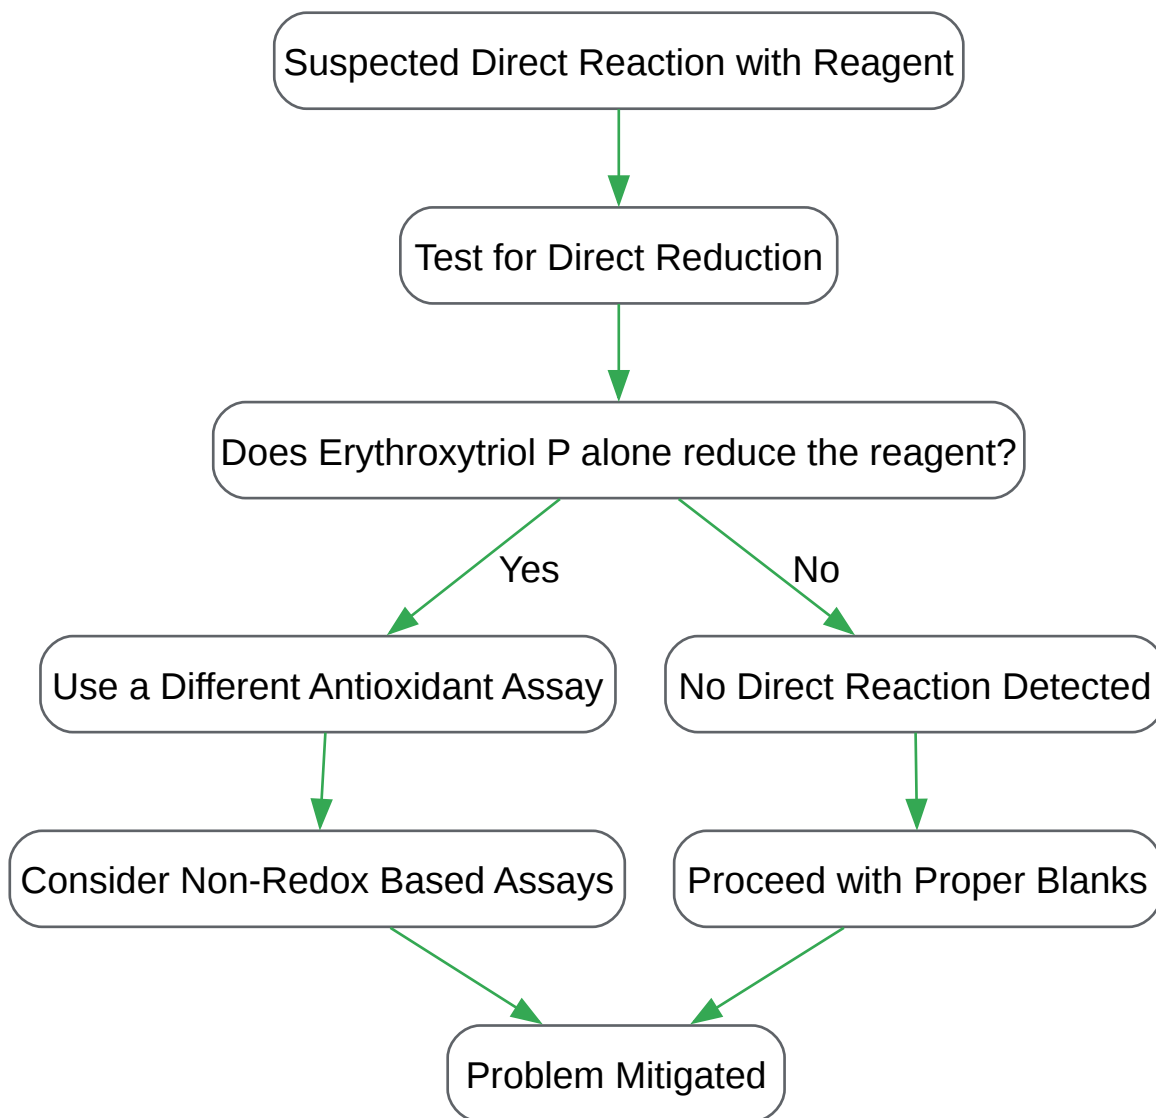 Suspected Direct Reaction with Reagent
Test for Direct Reduction
Does Erythroxytriol P alone reduce the reagent?
Yes
No
Use a Different Antioxidant Assay
No Direct Reaction Detected
Consider Non-Redox Based Assays
Proceed with Proper Blanks
Problem Mitigated